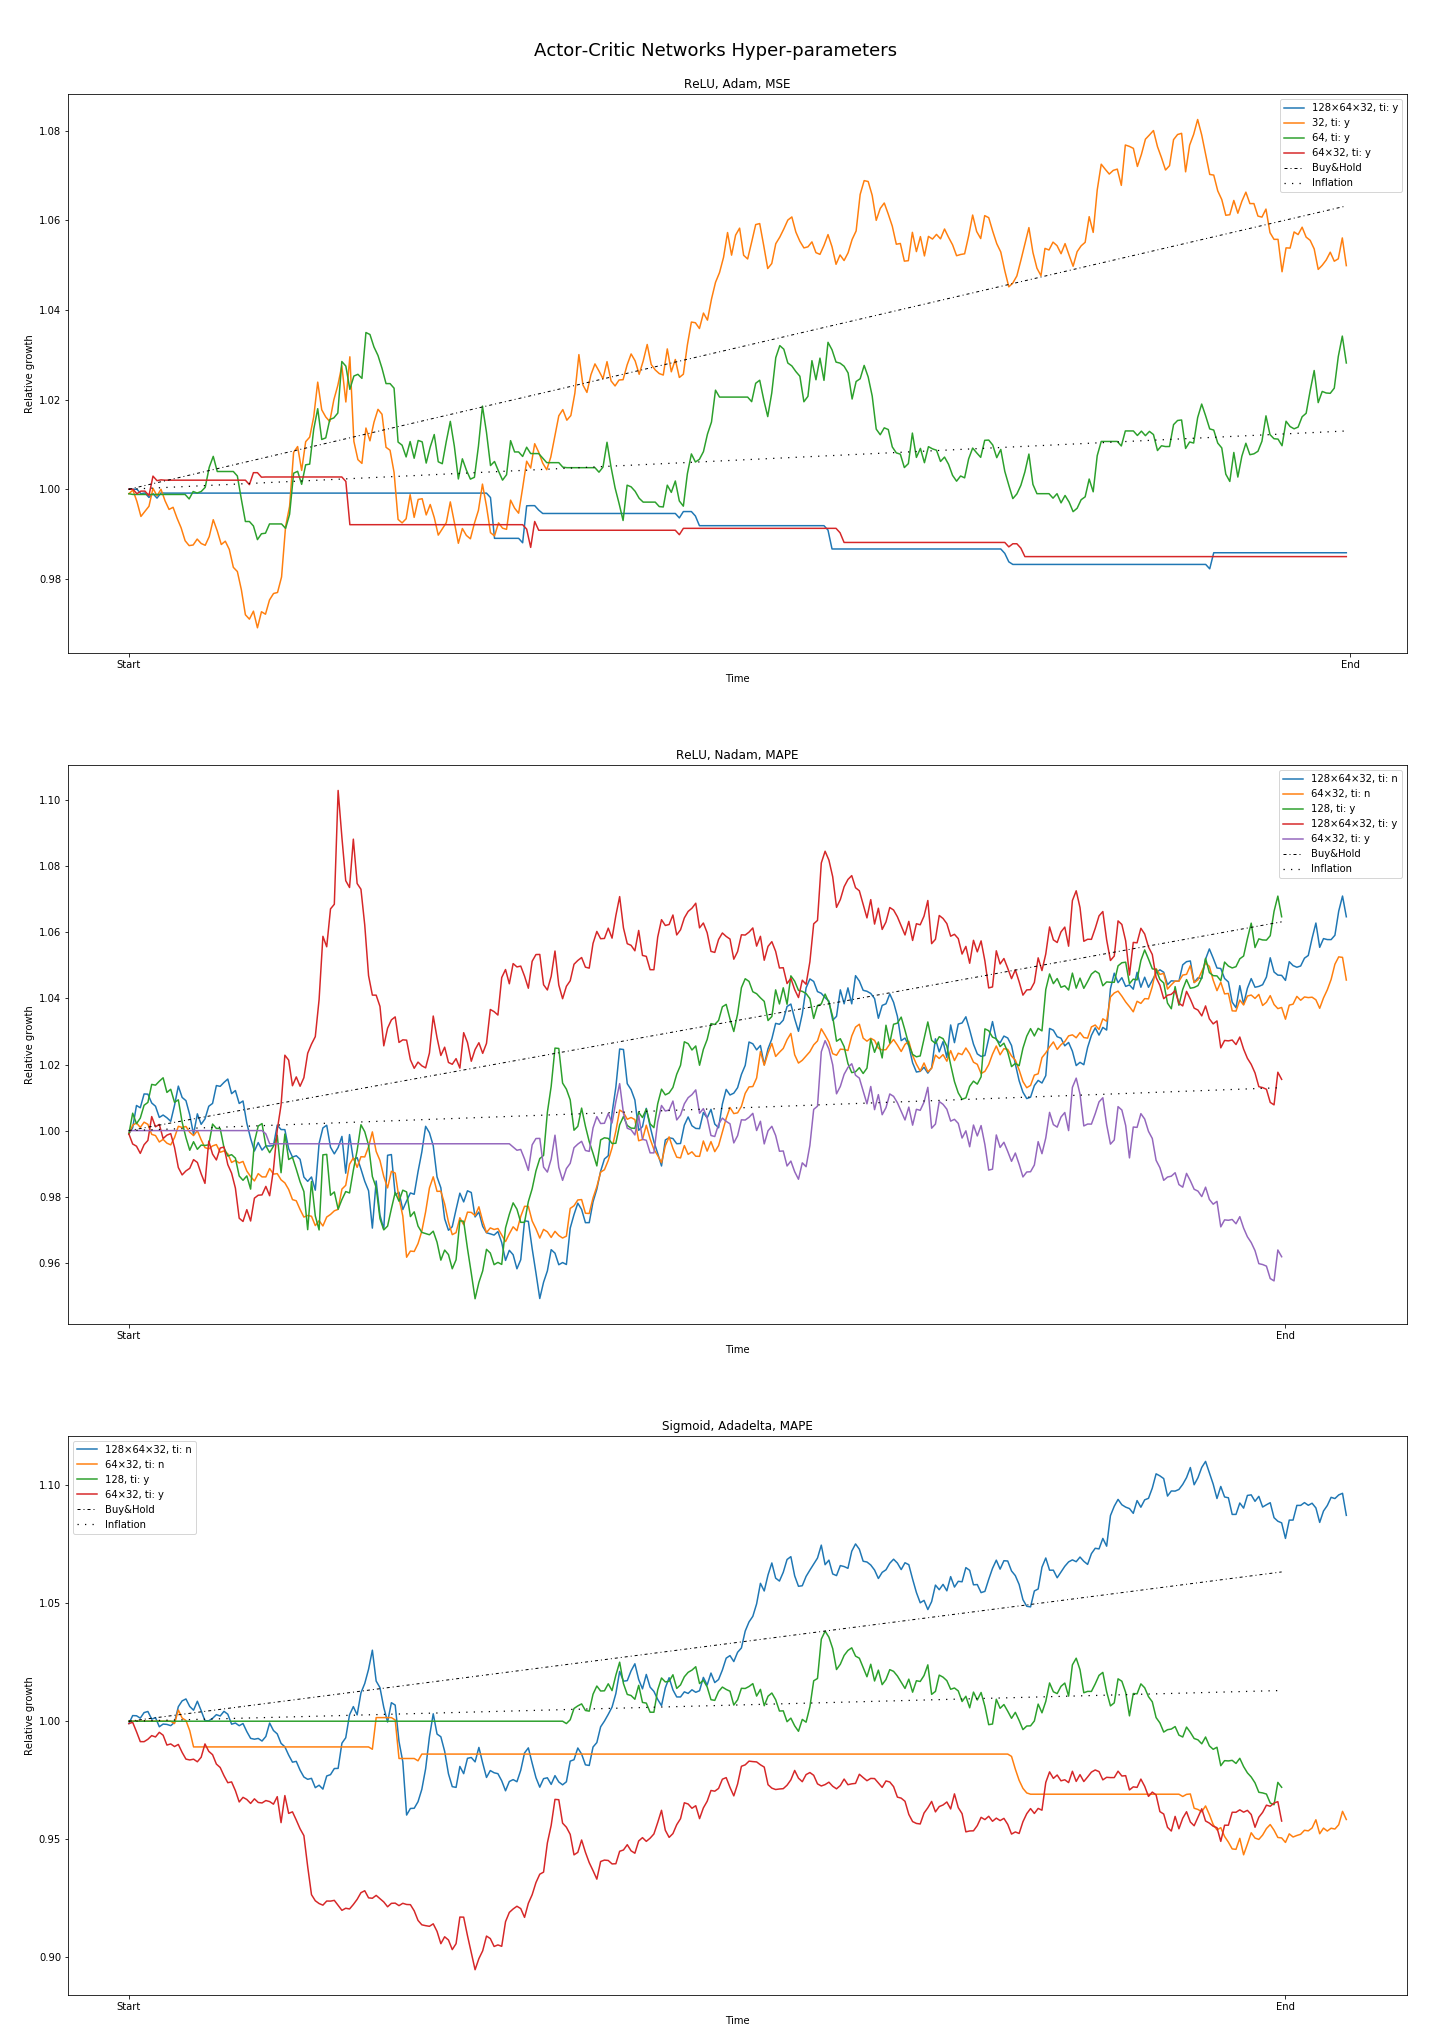 Actor-Critic Networks Hyper-parameters
ReLU, Adam, MSE
128×64×32, ti: y
32, ti: y
64, ti: y
64×32, ti: y
Buy&Hold
Inflation
1.08
1.06
1.04
1.02
1.00
0.98
Relative growth
Start
End
Time
ReLU, Nadam, MAPE
128×64×32, ti: n
64×32, ti: n
128, ti: y
128×64×32, ti: y
64×32, ti: y
Buy&Hold
Inflation
1.10
1.08
1.06
1.04
1.02
1.00
0.98
0.96
Relative growth
Start
End
Time
Sigmoid, Adadelta, MAPE
128×64×32, ti: n
64×32, ti: n
128, ti: y
64×32, ti: y
Buy&Hold
Inflation
1.10
1.05
1.00
0.95
0.90
Relative growth
Start
End
Time